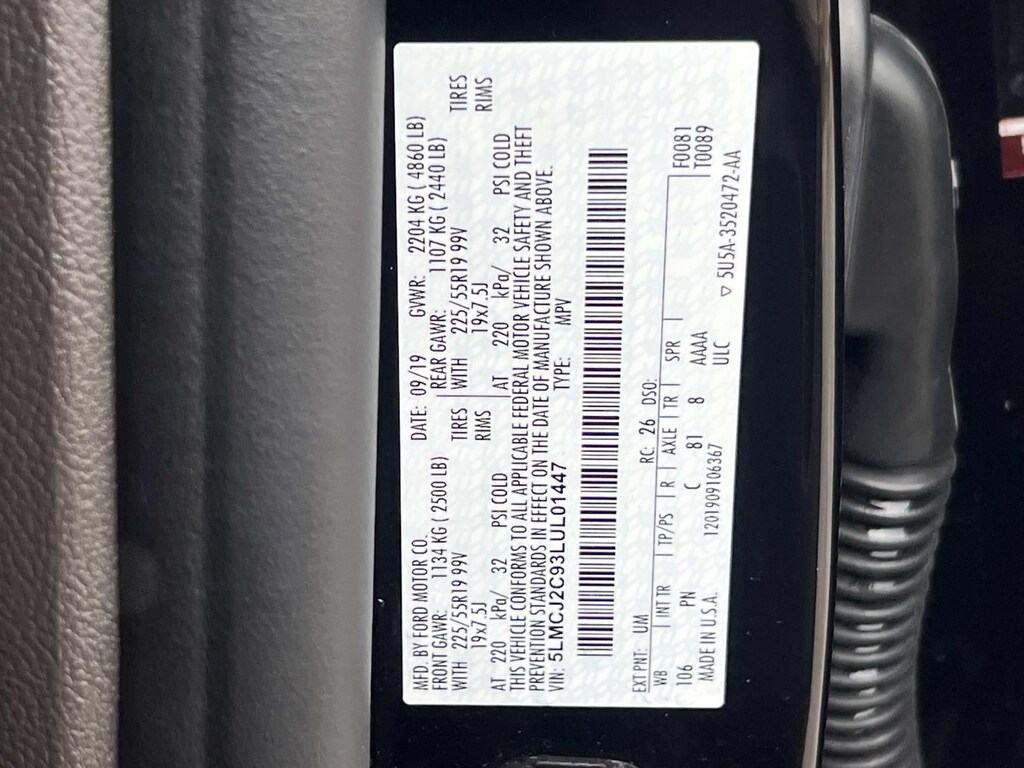 MFD. BY FORD MOTOR CO. DATE: 09/19 GVWR: 2204 KG ( 4860 LB)
FRONT GAWR: 1134 KG ( 2500 LB) REAR GAWR: 1107 KG ( 2440 LB)
WITH 225/55R19 99V TIRES WITH 225/55R19 99V TIRES
19x7.5J RIMS 19x7.5J RIMS
AT 220 kPa/ 32 PSI COLD AT 220 kPa/ 32 PSI COLD
THIS VEHICLE CONFORMS TO ALL APPLICABLE FEDERAL MOTOR VEHICLE SAFETY AND THEFT
PREVENTION STANDARDS IN EFFECT ON THE DATE OF MANUFACTURE SHOWN ABOVE.
VIN: 5LMCJ2C93LUL01447 TYPE: MPV
EXT PNT: UM RC: 26 DSO:
WB INT TR TP/PS R AXLE TR SPR F0081
106 PN C 81 8 AAAA T0089
MADE IN U.S.A. 120190910636​7 ULC ▽ 5U5A-3520472-AA